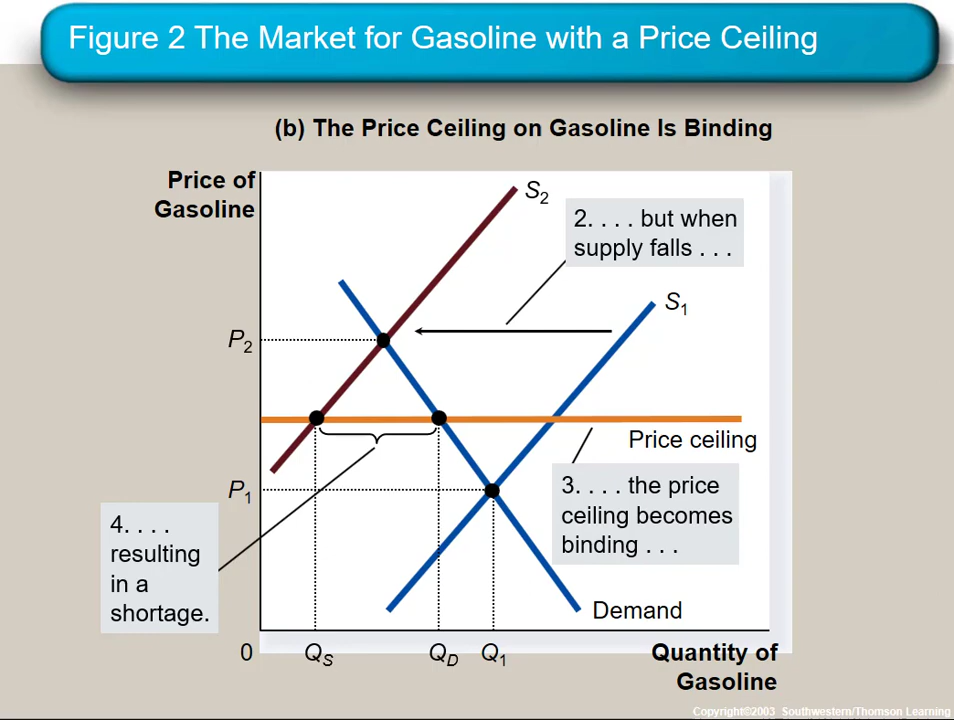 Figure 2 The Market for Gasoline with a Price Ceiling
(b) The Price Ceiling on Gasoline Is Binding
Price of
Gasoline
S2
2. . . . but when
supply falls . . .
S1
P2
Price ceiling
P1
3. . . . the price
ceiling becomes
binding . . .
4. . . .
resulting
in a
shortage.
Demand
0
QS
QD
Q1
Quantity of
Gasoline
Copyright©2003 Southwestern/Thomson Learning